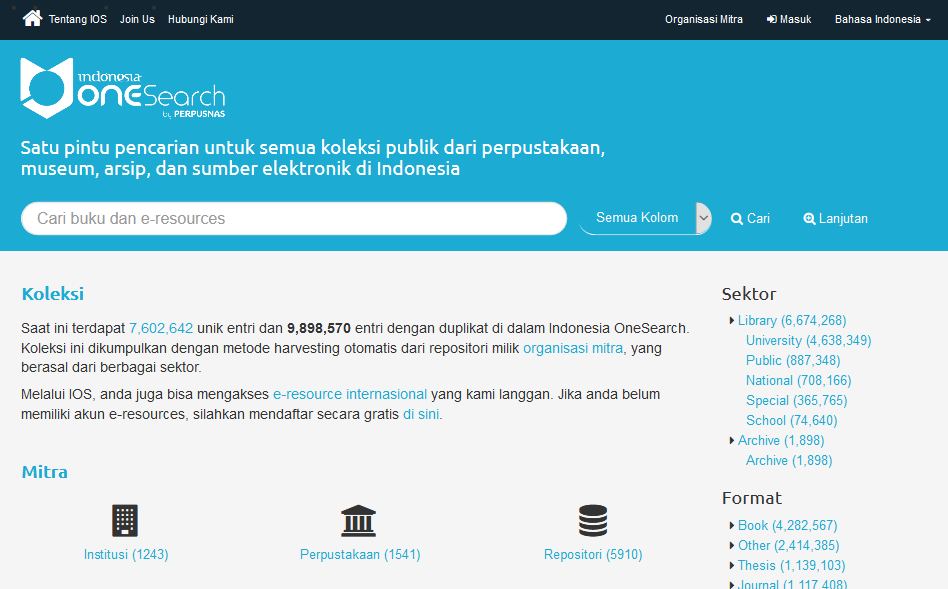 Tentang IOS Join Us Hubungi Kami Organisasi Mitra Masuk Bahasa Indonesia
indonesia
ONESearch
by PERPUSNAS
Satu pintu pencarian untuk semua koleksi publik dari perpustakaan,
museum, arsip, dan sumber elektronik di Indonesia
Cari buku dan e-resources Semua Kolom Cari Lanjutan
Koleksi
Saat ini terdapat 7,602,642 unik entri dan 9,898,570 entri dengan duplikat di dalam Indonesia OneSearch.
Koleksi ini dikumpulkan dengan metode harvesting otomatis dari repositori milik organisasi mitra, yang
berasal dari berbagai sektor.
Melalui IOS, anda juga bisa mengakses e-resource internasional yang kami langgan. Jika anda belum
memiliki akun e-resources, silahkan mendaftar secara gratis di sini.
Mitra
Institusi (1243) Perpustakaan (1541) Repositori (5910)
Sektor
Library (6,674,268)
University (4,638,349)
Public (887,348)
National (708,166)
Special (365,765)
School (74,640)
Archive (1,898)
Archive (1,898)
Format
Book (4,282,567)
Other (2,414,385)
Thesis (1,139,103)
Journal (1,117,408)